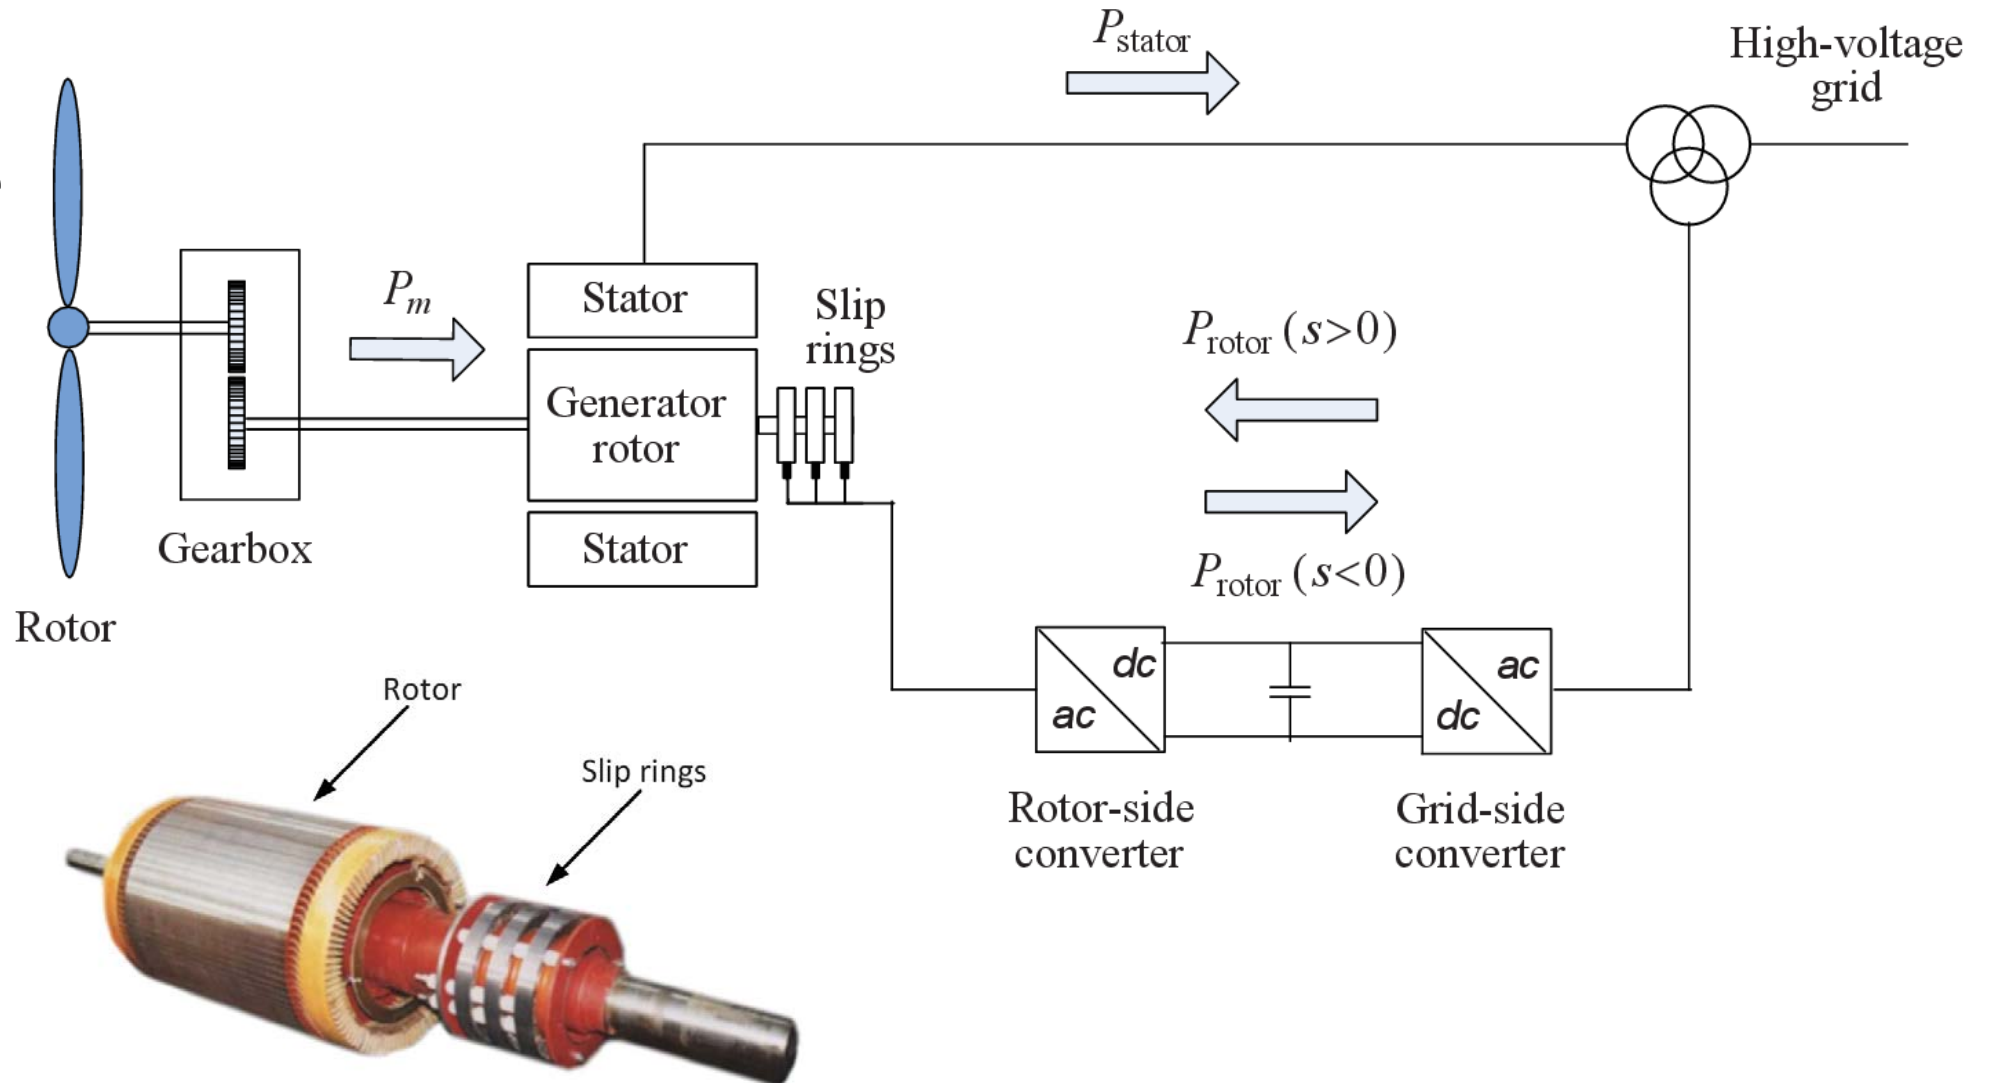 P_stator
High-voltage
grid
P_m
Stator
Slip
rings
P_rotor (s>0)
Generator
rotor
Stator
Gearbox
P_rotor (s<0)
Rotor
dc
ac
ac
dc
Rotor
Slip rings
Rotor-side
converter
Grid-side
converter